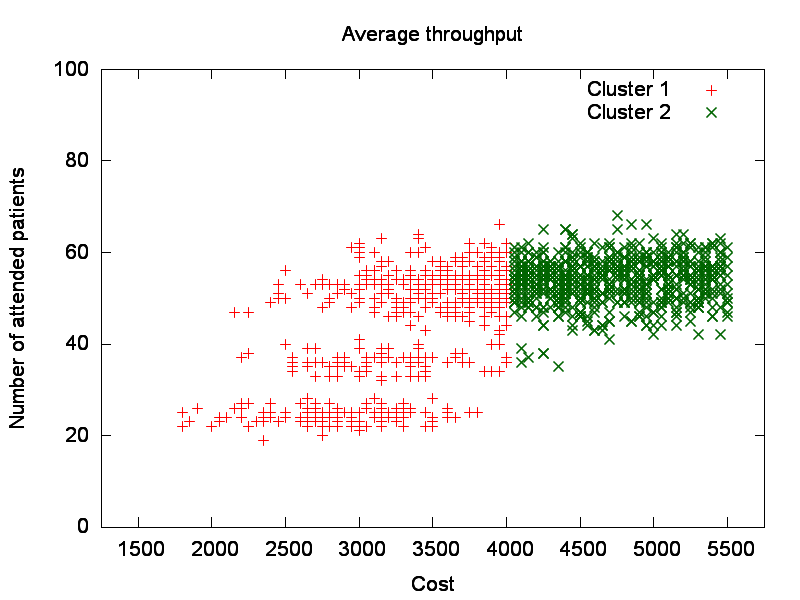 Average throughput
Number of attended patients
100
80
60
40
20
0
Cluster 1
Cluster 2
1500 2000 2500 3000 3500 4000 4500 5000 5500
Cost